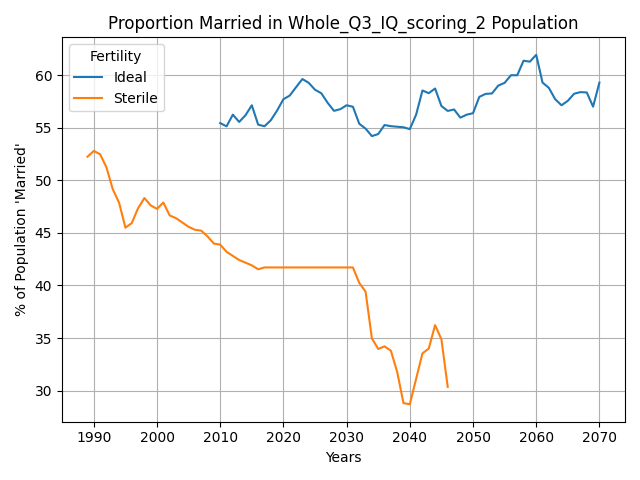 Proportion Married in Whole_Q3_IQ_scoring_2 Population
Fertility
Ideal
Sterile
% of Population 'Married'
60
55
50
45
40
35
30
1990 2000 2010 2020 2030 2040 2050 2060 2070
Years